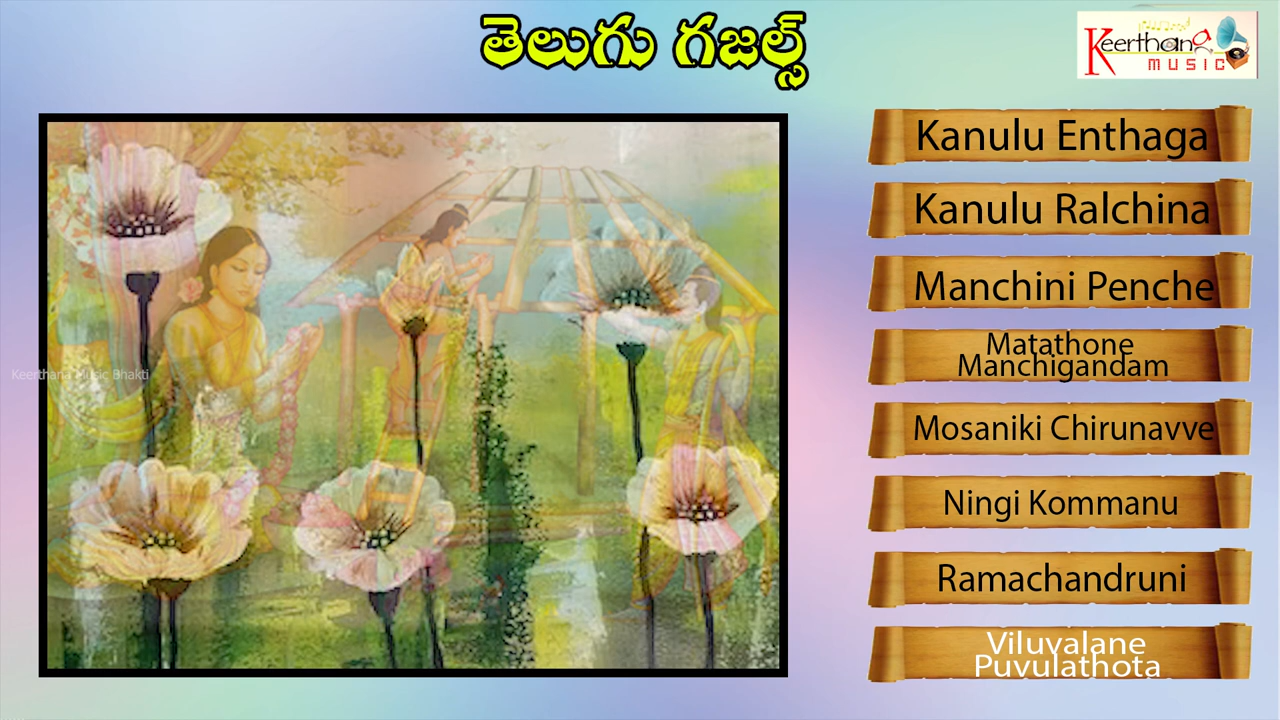 తెలుగు గజల్స్
Keerthana
MUSIC
Kanulu Enthaga
Kanulu Ralchina
Manchini Penche
Matathone
Manchigandam
Mosaniki Chirunavve
Ningi Kommanu
Ramachandruni
Viluvalane
Puvulathota
Keerthana Music Bhakti